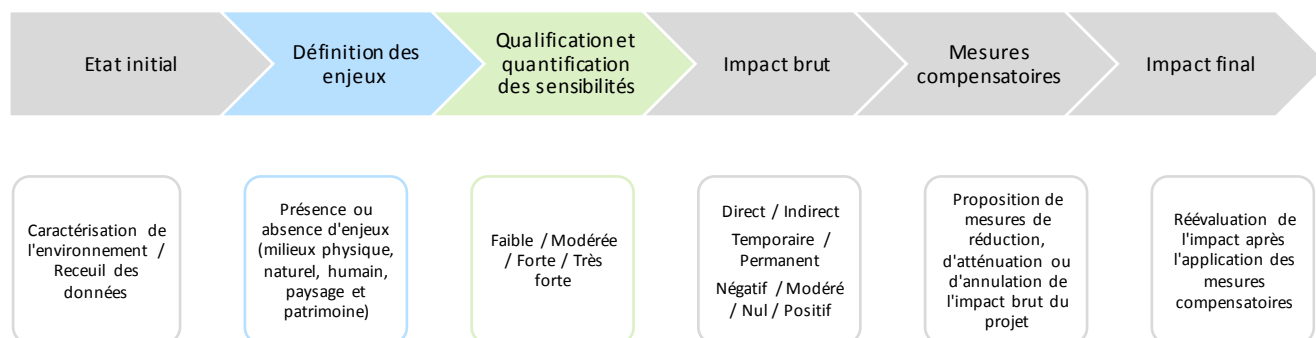 Etat initial
Définition des
enjeux
Qualification et
quantification
des sensibilités
Impact brut
Mesures
compensatoires
Impact final
Caractérisation de
l'environnement /
Receuil des
données
Présence ou
absence d'enjeux
(milieux physique,
naturel, humain,
paysage et
patrimoine)
Faible / Modérée
/ Forte / Très
forte
Direct / Indirect
Temporaire /
Permanent
Négatif / Modéré
/ Nul / Positif
Proposition de
mesures de
réduction,
d'atténuation ou
d'annulation de
l'impact brut du
projet
Réévaluation de
l'impact après
l'application des
mesures
compensatoires